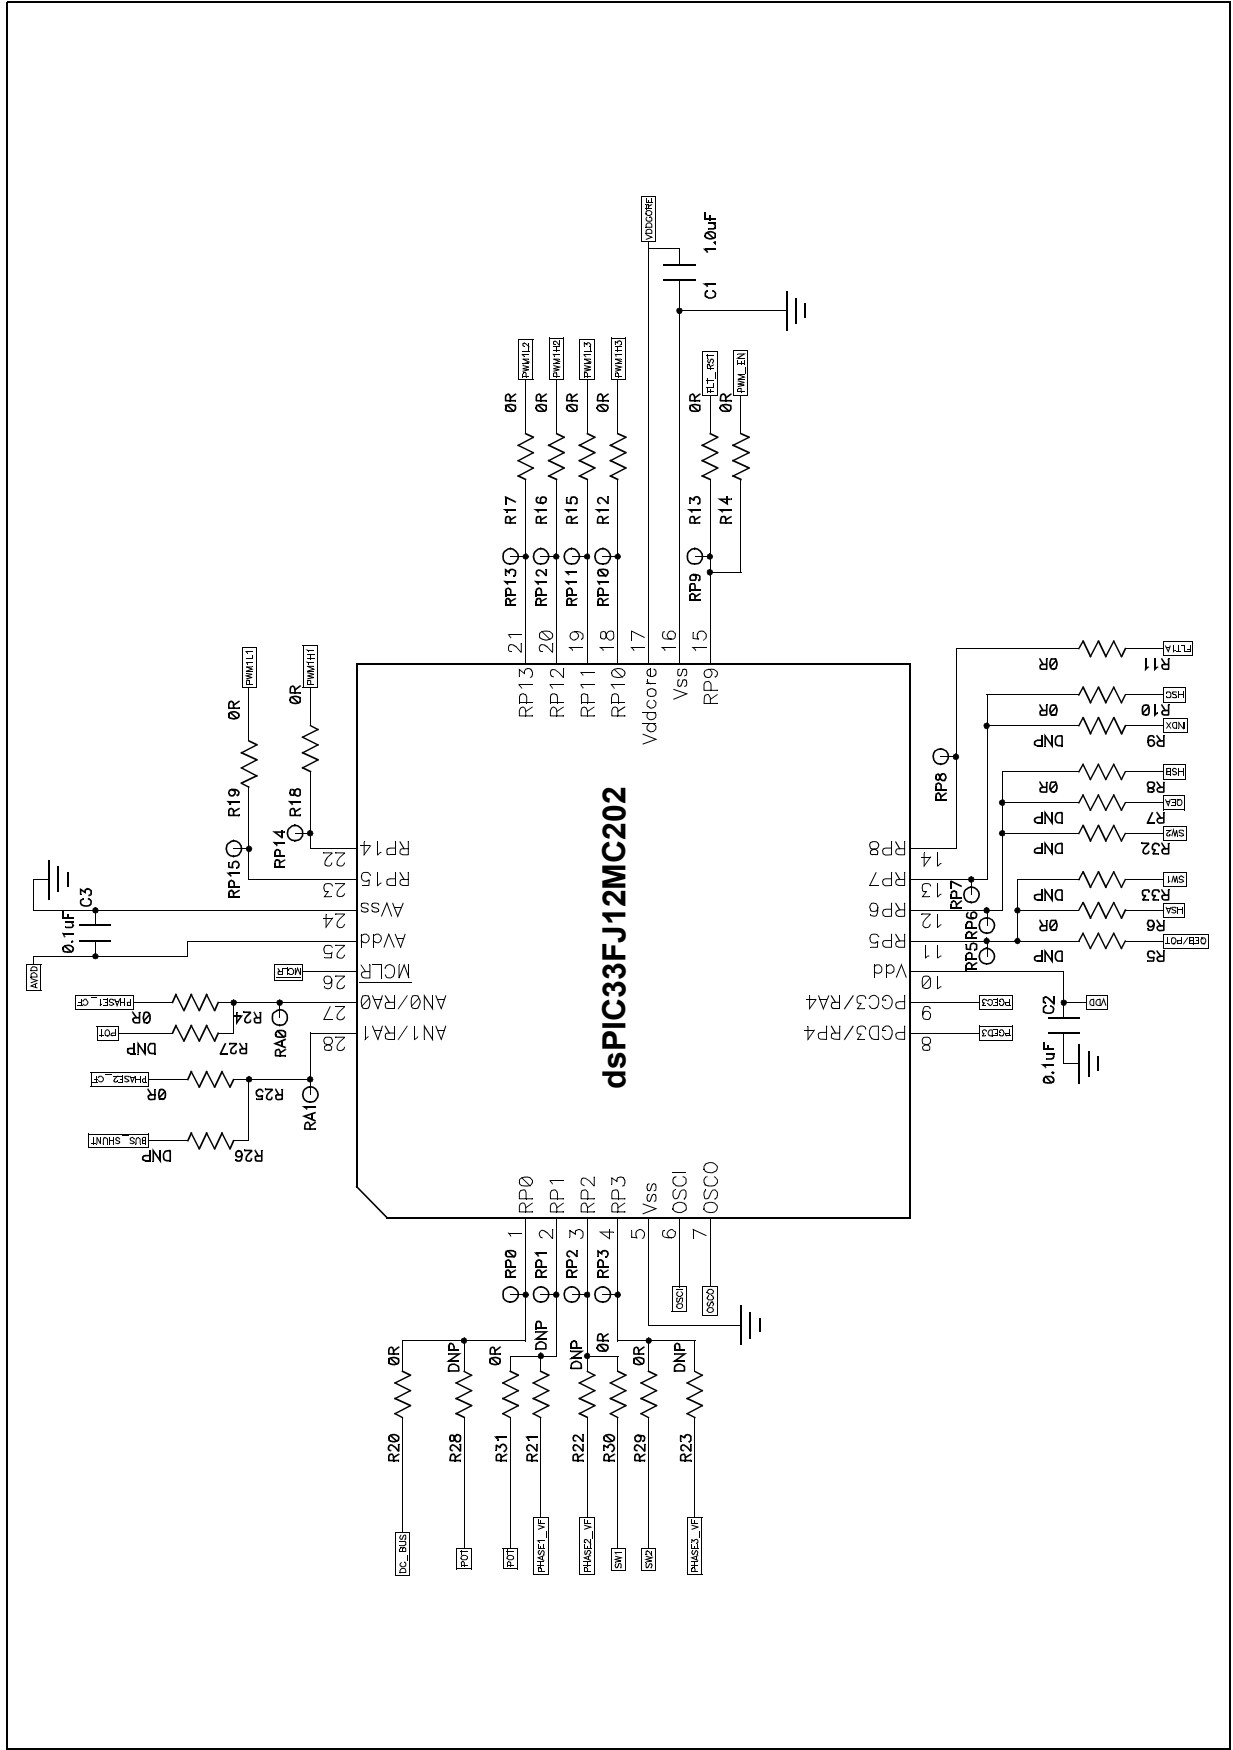 VDDCORE
1.0uF
C1
PWM1L2
PWM1H2
PWM1L3
PWM1H3
FLT_RST
PWM_EN
0R
0R
0R
0R
0R
0R
R17
R16
R15
R12
R13
R14
RP13
RP12
RP11
RP10
RP9
21
20
19
18
17
16
15
RP13
RP12
RP11
RP10
Vddcore
Vss
RP9
PWM1L1
PWM1H1
0R
0R
R19
R18
RP15
RP14
22
23
24
25
26
27
28
RP14
RP15
AVss
AVdd
MCLR
AN0/RA0
AN1/RA1
C3
0.1uF
AVDD
MCLR
PHASE1_CF
0R
R24
POT
DNP
R27
RA0
PHASE2_CF
0R
R25
RA1
BUS_SHUNT
DNP
R26
dsPIC33FJ12MC202
RP8
RP7
RP6
RP5
Vdd
PGC3/RA4
PGD3/RP4
14
13
12
11
10
9
8
RP8
RP7
RP6
RP5
FLT1A
R11
0R
HSC
R10
0R
INDX
R9
DNP
HSB
R8
0R
QEA
R7
DNP
SW2
R32
DNP
SW1
R33
DNP
HSA
R6
0R
QEB/POT
R5
DNP
PGEC3
PGED3
C2
VDD
0.1uF
RP0
RP1
RP2
RP3
Vss
OSCI
OSCO
1
2
3
4
5
6
7
RP0
RP1
RP2
RP3
OSCI
OSCO
0R
DNP
0R
DNP
DNP
0R
0R
DNP
R20
R28
R31
R21
R22
R30
R29
R23
DC_BUS
POT
POT
PHASE1_VF
PHASE2_VF
SW1
SW2
PHASE3_VF